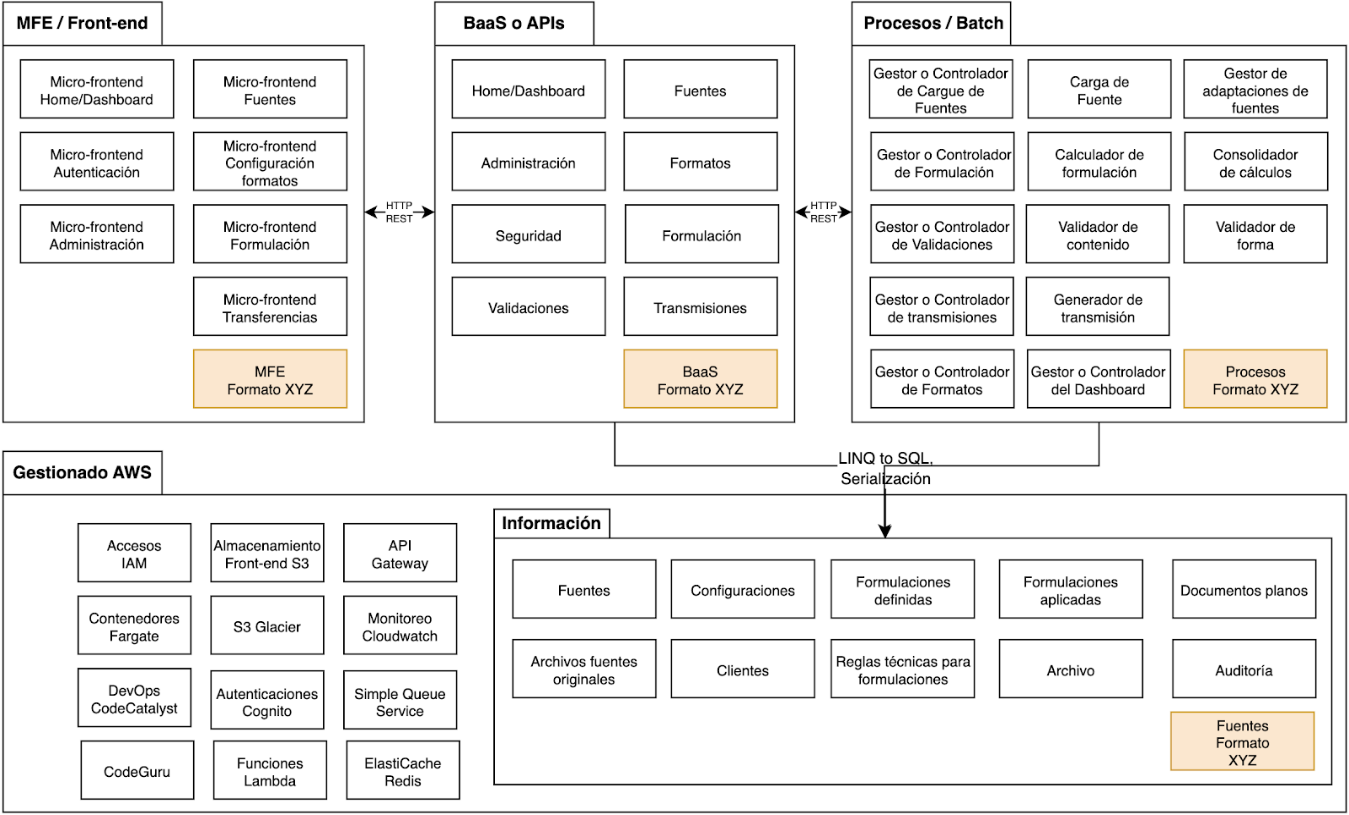 MFE / Front-end
Micro-frontend
Home/Dashboard
Micro-frontend
Fuentes
Micro-frontend
Autenticación
Micro-frontend
Configuración
formatos
Micro-frontend
Administración
Micro-frontend
Formulación
Micro-frontend
Transferencias
MFE
Formato XYZ
HTTP
REST
BaaS o APIs
Home/Dashboard
Fuentes
Administración
Formatos
Seguridad
Formulación
Validaciones
Transmisiones
BaaS
Formato XYZ
HTTP
REST
Procesos / Batch
Gestor o Controlador
de Cargue de
Fuentes
Carga de
Fuente
Gestor de
adaptaciones de
fuentes
Gestor o Controlador
de Formulación
Calculador de
formulación
Consolidador
de cálculos
Gestor o Controlador
de Validaciones
Validador de
contenido
Validador de
forma
Gestor o Controlador
de transmisiones
Generador de
transmisión
Gestor o Controlador
de Formatos
Gestor o Controlador
del Dashboard
Procesos
Formato XYZ
LINQ to SQL,
Serialización
Gestionado AWS
Accesos
IAM
Almacenamiento
Front-end S3
API
Gateway
Contenedores
Fargate
S3 Glacier
Monitoreo
Cloudwatch
DevOps
CodeCatalyst
Autenticaciones
Cognito
Simple Queue
Service
CodeGuru
Funciones
Lambda
ElastiCache
Redis
Información
Fuentes
Configuraciones
Formulaciones
definidas
Formulaciones
aplicadas
Documentos planos
Archivos fuentes
originales
Clientes
Reglas técnicas para
formulaciones
Archivo
Auditoría
Fuentes
Formato
XYZ